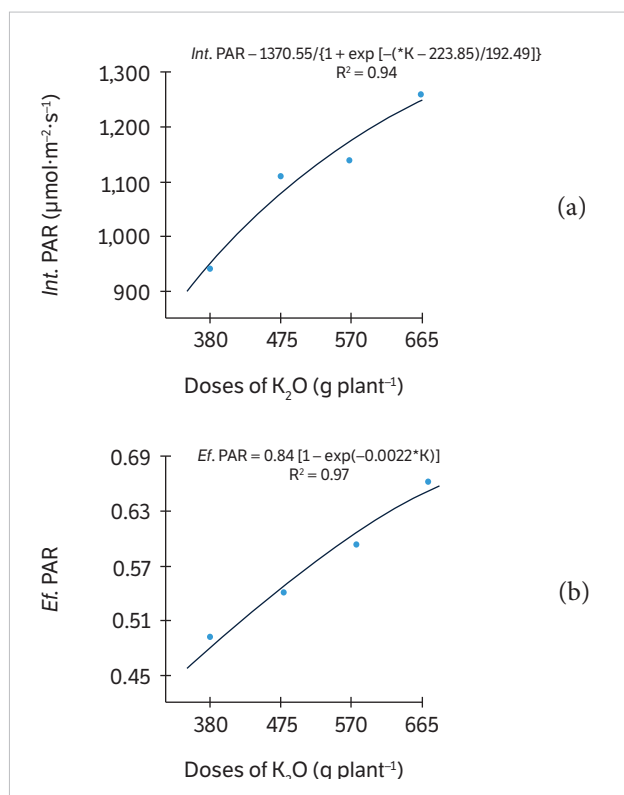 Int. PAR – 1370.55/{1 + exp [–(*K – 223.85)/192.49]}
R² = 0.94
1,300
1,200
1,100
1,000
900
Int. PAR (μmol·m⁻²·s⁻¹)
(a)
380 475 570 665
Doses of K₂O (g plant⁻¹)
Ef. PAR = 0.84 [1 – exp(–0.0022*K)]
R² = 0.97
0.69
0.63
0.57
0.51
0.45
Ef. PAR
(b)
380 475 570 665
Doses of K₂O (g plant⁻¹)